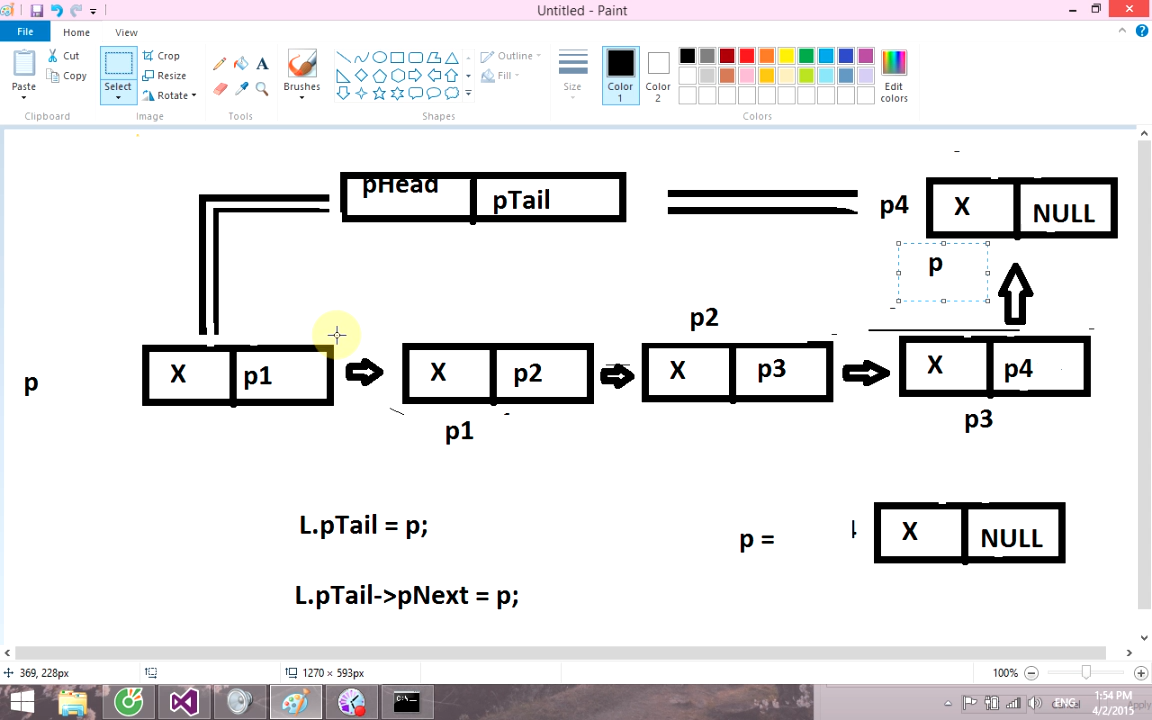 Untitled - Paint
File Home View
Paste
Cut
Copy
Clipboard
Select
Crop
Resize
Rotate
Image
Tools
Brushes
Shapes
Outline
Fill
Size
Color 1
Color 2
Edit colors
Colors
pHead pTail
p4 X NULL
p
p2
p
X p1
X p2
X p3
X p4
p1
p3
L.pTail = p;
p =
X NULL
L.pTail->pNext = p;
369, 228px
1270 × 593px
100%
ENG
1:54 PM
4/2/2015